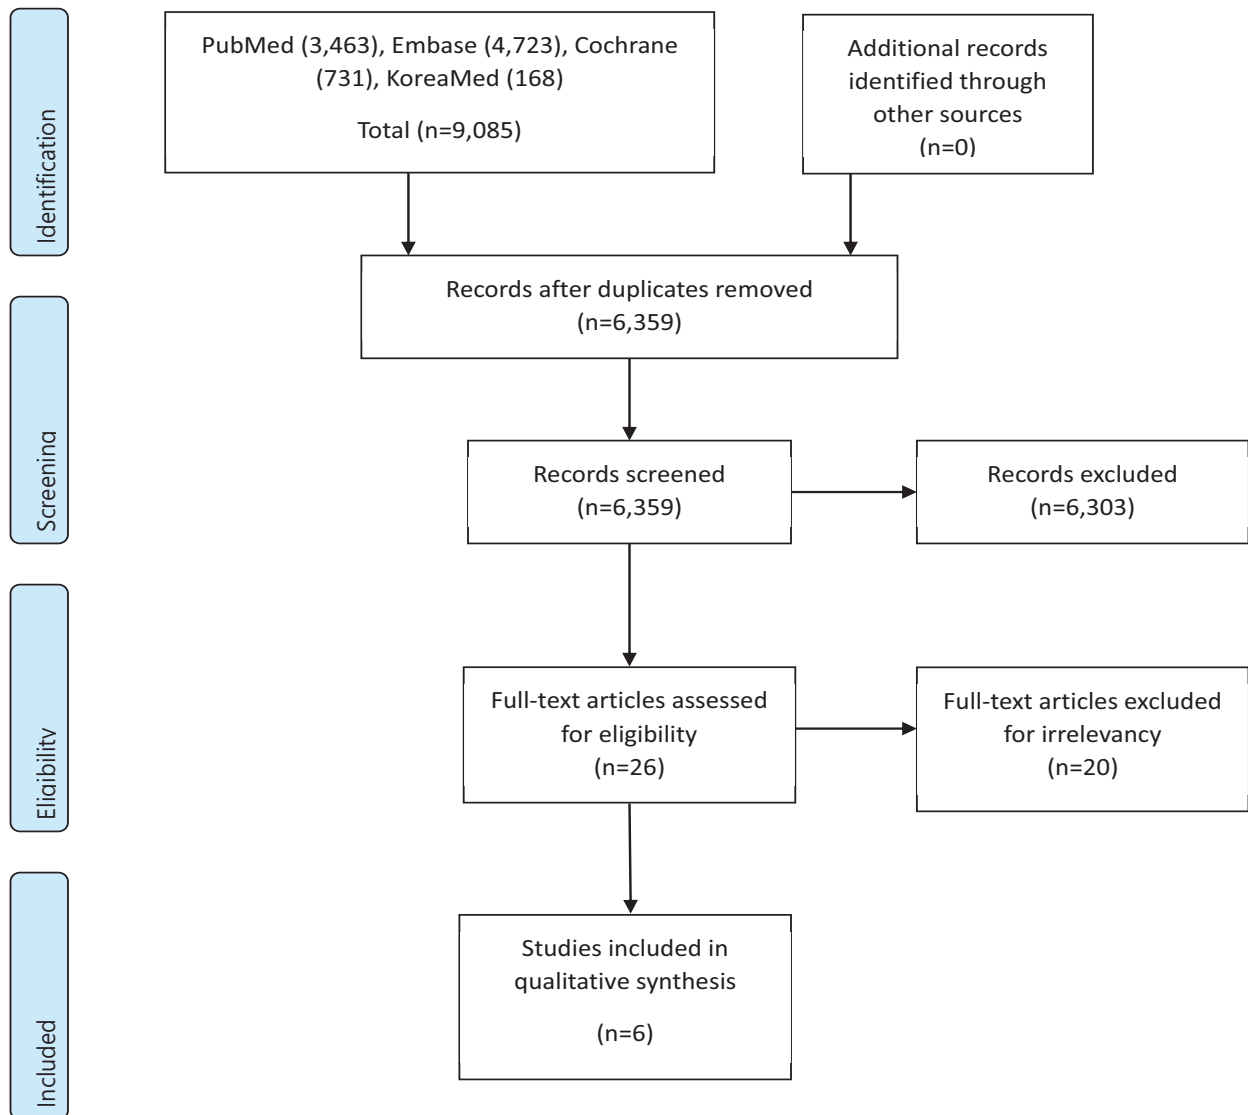 Identification
PubMed (3,463), Embase (4,723), Cochrane
(731), KoreaMed (168)
Total (n=9,085)
Additional records
identified through
other sources
(n=0)
Records after duplicates removed
(n=6,359)
Screening
Records screened
(n=6,359)
Records excluded
(n=6,303)
Eligibility
Full-text articles assessed
for eligibility
(n=26)
Full-text articles excluded
for irrelevancy
(n=20)
Included
Studies included in
qualitative synthesis
(n=6)